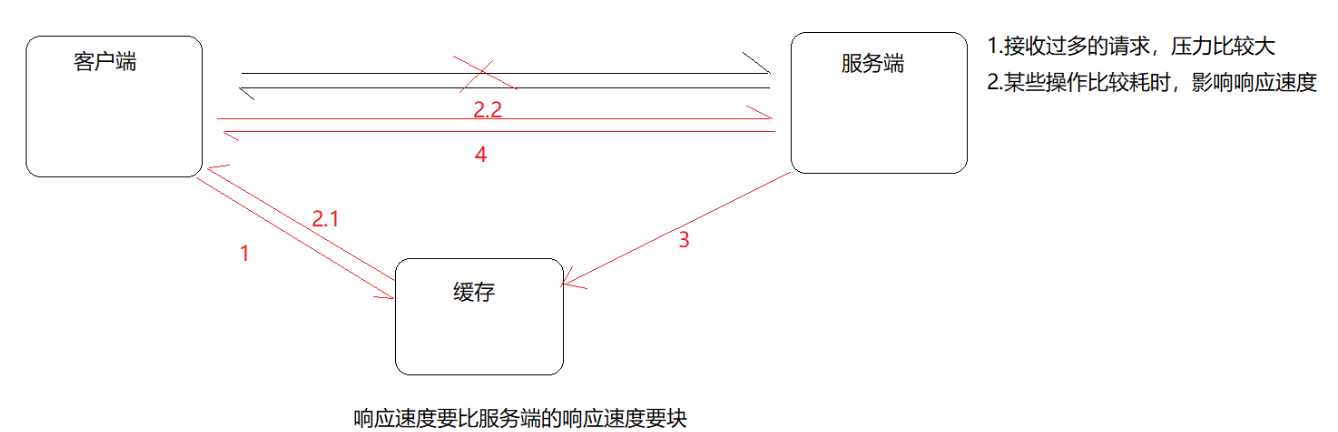 客户端
服务端
1.接收过多的请求，压力比较大
2.某些操作比较耗时，影响响应速度
2.2
4
2.1
1
3
缓存
响应速度要比服务端的响应速度要块